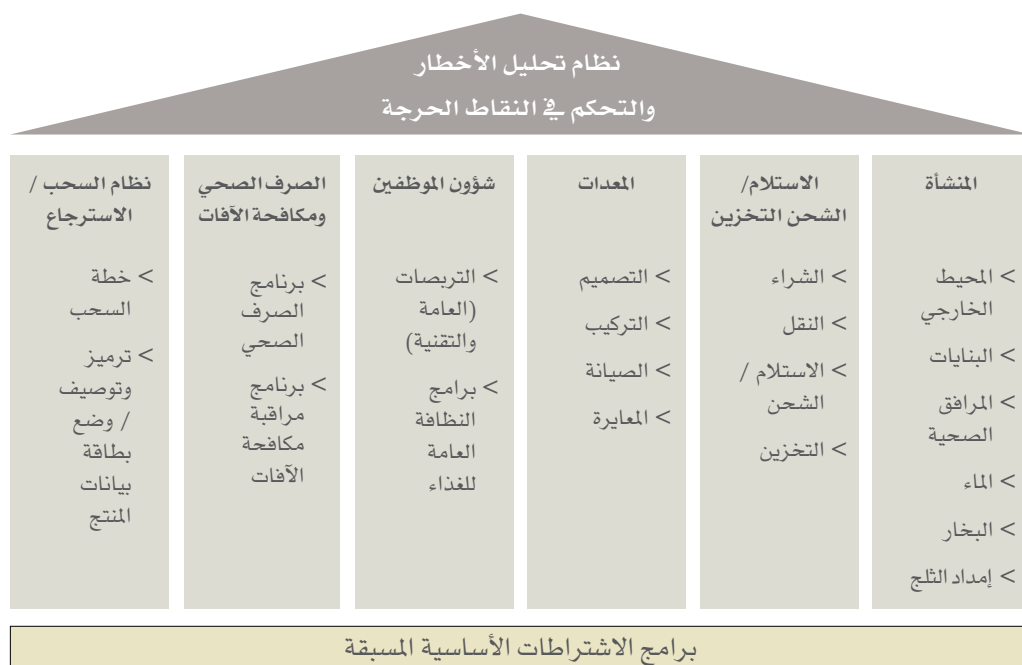 نظام تحليل الأخطار
والتحكم في النقاط الحرجة
المنشأة
> المحيط
الخارجي
> البنايات
> المرافق
الصحية
> الماء
> البخار
> إمداد الثلج
الاستلام/
الشحن التخزين
> الشراء
> النقل
> الاستلام /
الشحن
> التخزين
المعدات
> التصميم
> التركيب
> الصيانة
> المعايرة
شؤون الموظفين
> التربصات
(العامة
والتقنية)
> برامج
النظافة
العامة
للغذاء
الصرف الصحي
ومكافحة الآفات
> برنامج
الصرف
الصحي
> برنامج
مراقبة
مكافحة
الآفات
نظام السحب /
الاسترجاع
> خطة
السحب
> ترميز
وتوصيف
/ وضع
بطاقة
بيانات
المنتج
برامج الاشتراطات الأساسية المسبقة